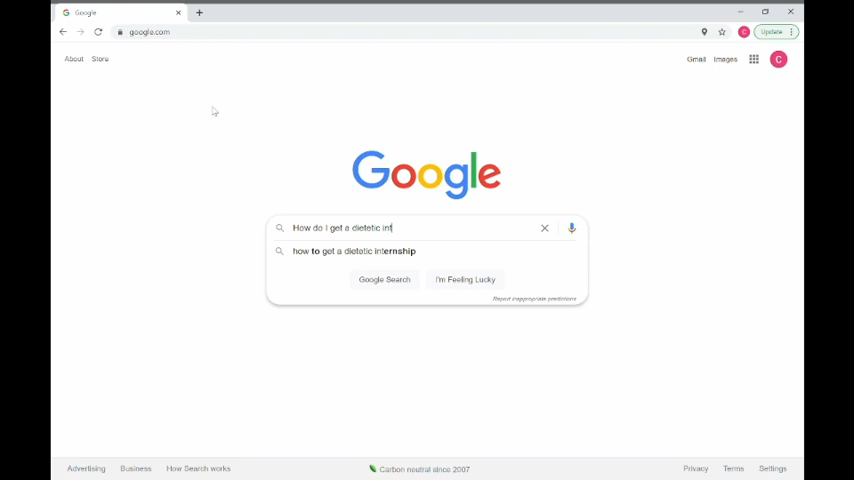 Google
google.com
C
Update
About Store
Gmail Images
C
Google
How do I get a dietetic int
how to get a dietetic internship
Google Search I'm Feeling Lucky
Report inappropriate predictions
Advertising Business How Search works
Carbon neutral since 2007
Privacy Terms Settings